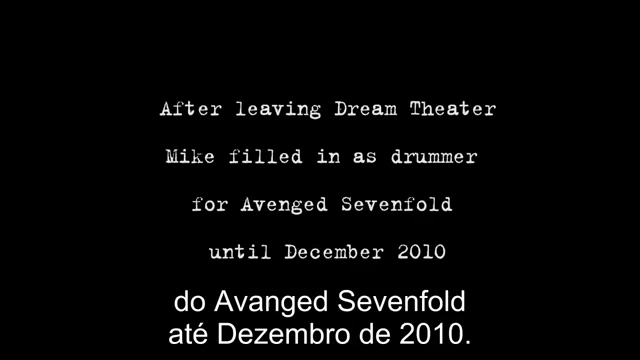 After leaving Dream Theater
Mike filled in as drummer
for Avenged Sevenfold
until December 2010
do Avanged Sevenfold
até Dezembro de 2010.